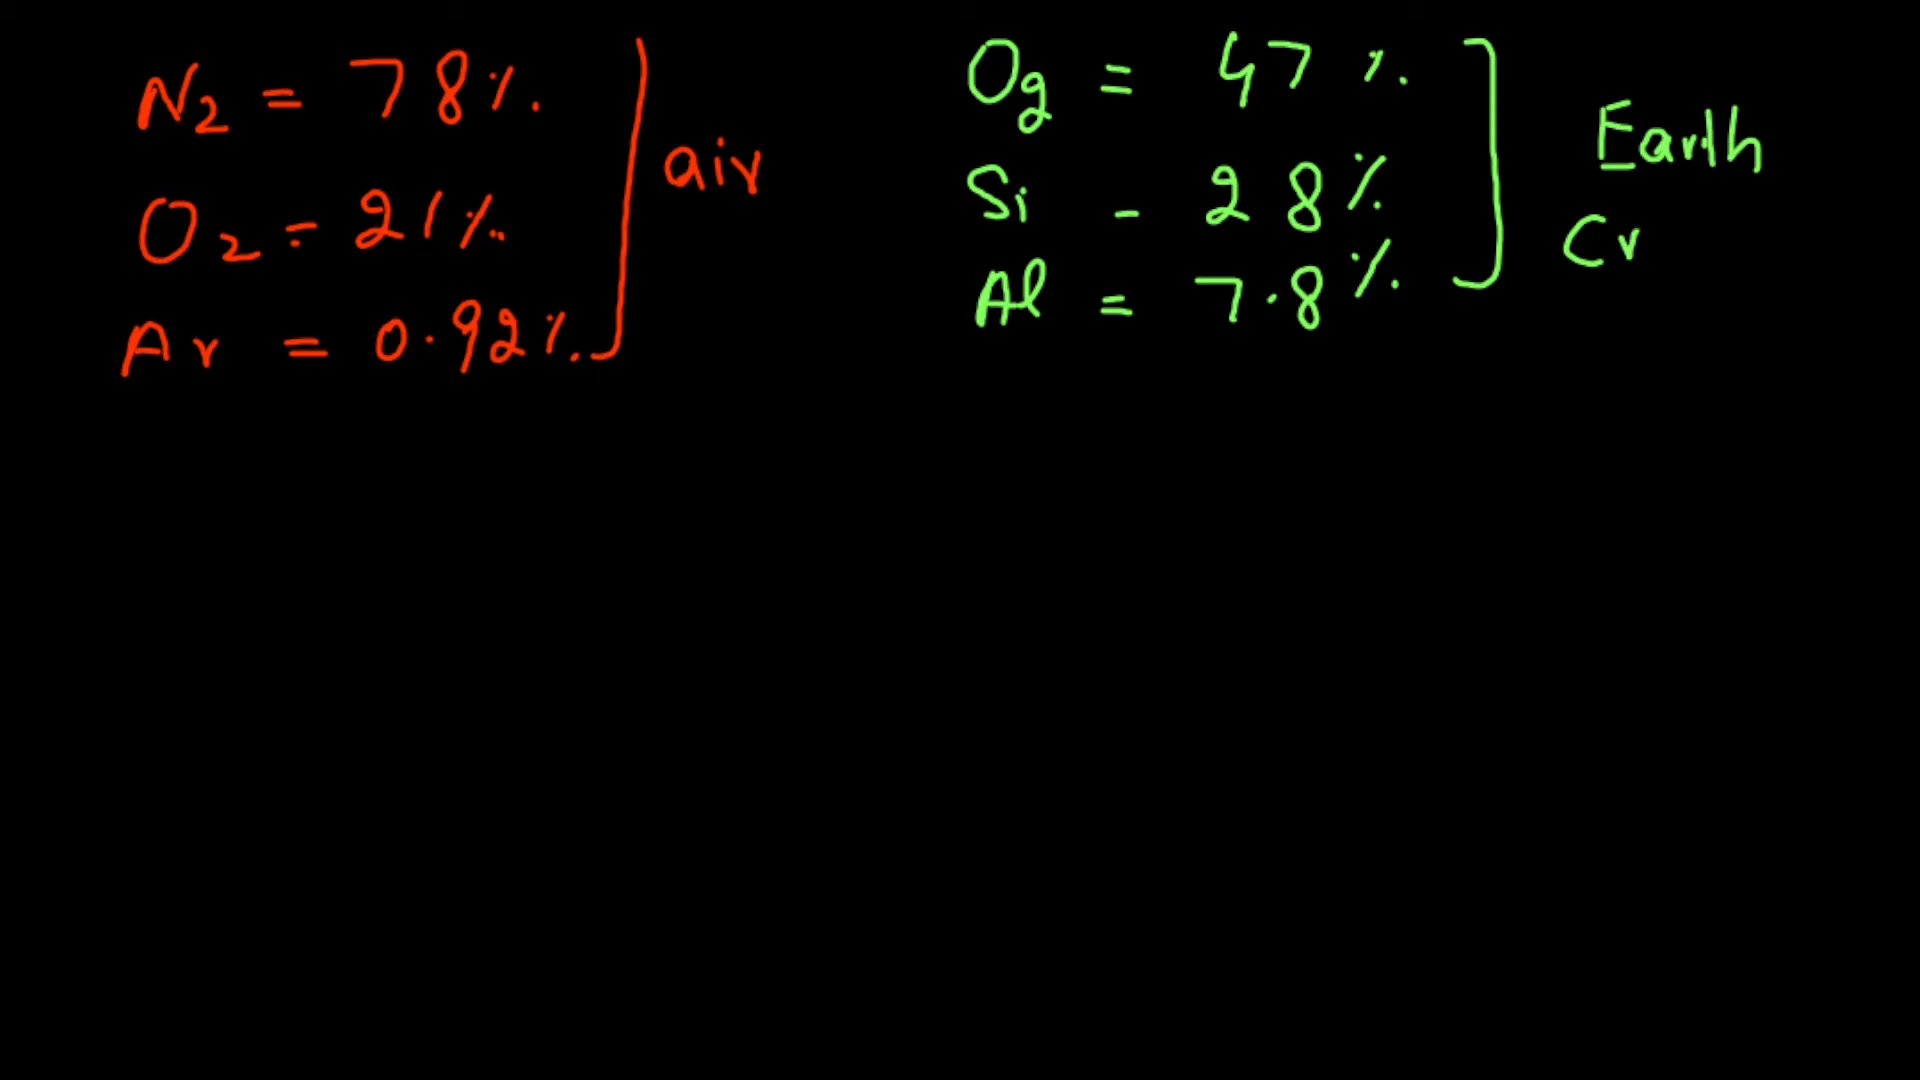 N2 = 78%
O2 = 21%
Ar = 0.92%
air
Og = 47%
Si - 28%
Al = 7.8%
Earth
Cr